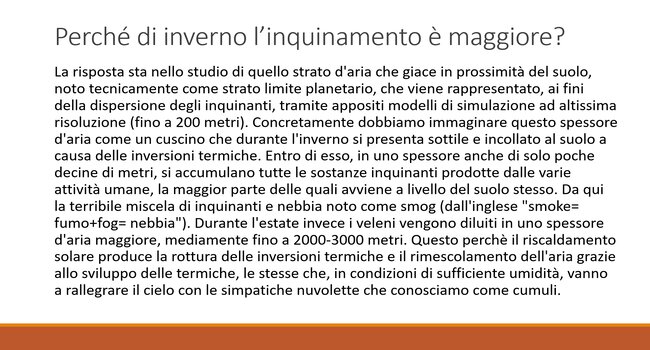 Perché di inverno l’inquinamento è maggiore?
La risposta sta nello studio di quello strato d'aria che giace in prossimità del suolo,
noto tecnicamente come strato limite planetario, che viene rappresentato, ai fini
della dispersione degli inquinanti, tramite appositi modelli di simulazione ad altissima
risoluzione (fino a 200 metri). Concretamente dobbiamo immaginare questo spessore
d'aria come un cuscino che durante l'inverno si presenta sottile e incollato al suolo a
causa delle inversioni termiche. Entro di esso, in uno spessore anche di solo poche
decine di metri, si accumulano tutte le sostanze inquinanti prodotte dalle varie
attività umane, la maggior parte delle quali avviene a livello del suolo stesso. Da qui
la terribile miscela di inquinanti e nebbia noto come smog (dall'inglese "smoke=
fumo+fog= nebbia"). Durante l'estate invece i veleni vengono diluiti in uno spessore
d'aria maggiore, mediamente fino a 2000-3000 metri. Questo perchè il riscaldamento
solare produce la rottura delle inversioni termiche e il rimescolamento dell'aria grazie
allo sviluppo delle termiche, le stesse che, in condizioni di sufficiente umidità, vanno
a rallegrare il cielo con le simpatiche nuvolette che conosciamo come cumuli.